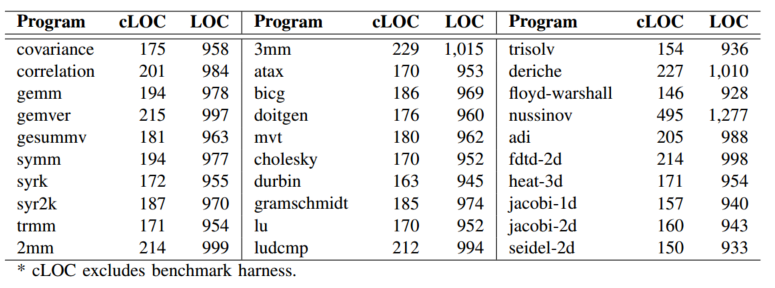 Program cLOC LOC Program cLOC LOC Program cLOC LOC
covariance 175 958 3mm 229 1,015 trisolv 154 936
correlation 201 984 atax 170 953 deriche 227 1,010
gemm 194 978 bicg 186 969 floyd-warshall 146 928
gemver 215 997 doitgen 176 960 nussinov 495 1,277
gesummv 181 963 mvt 180 962 adi 205 988
symm 194 977 cholesky 170 952 fdtd-2d 214 998
syrk 172 955 durbin 163 945 heat-3d 171 954
syr2k 187 970 gramschmidt 185 974 jacobi-1d 157 940
trmm 171 954 lu 170 952 jacobi-2d 160 943
2mm 214 999 ludcmp 212 994 seidel-2d 150 933
* cLOC excludes benchmark harness.